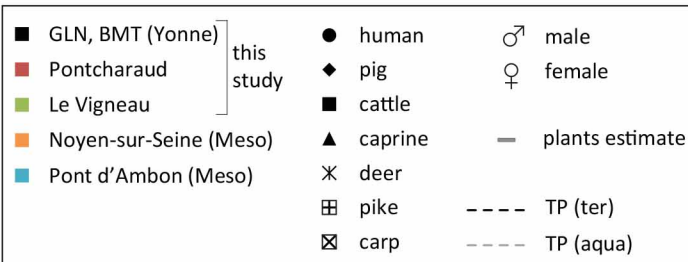 GLN, BMT (Yonne)
Pontcharaud
Le Vigneau
this
study
Noyen-sur-Seine (Meso)
Pont d’Ambon (Meso)
human
pig
cattle
caprine
deer
pike
carp
male
female
plants estimate
TP (ter)
TP (aqua)